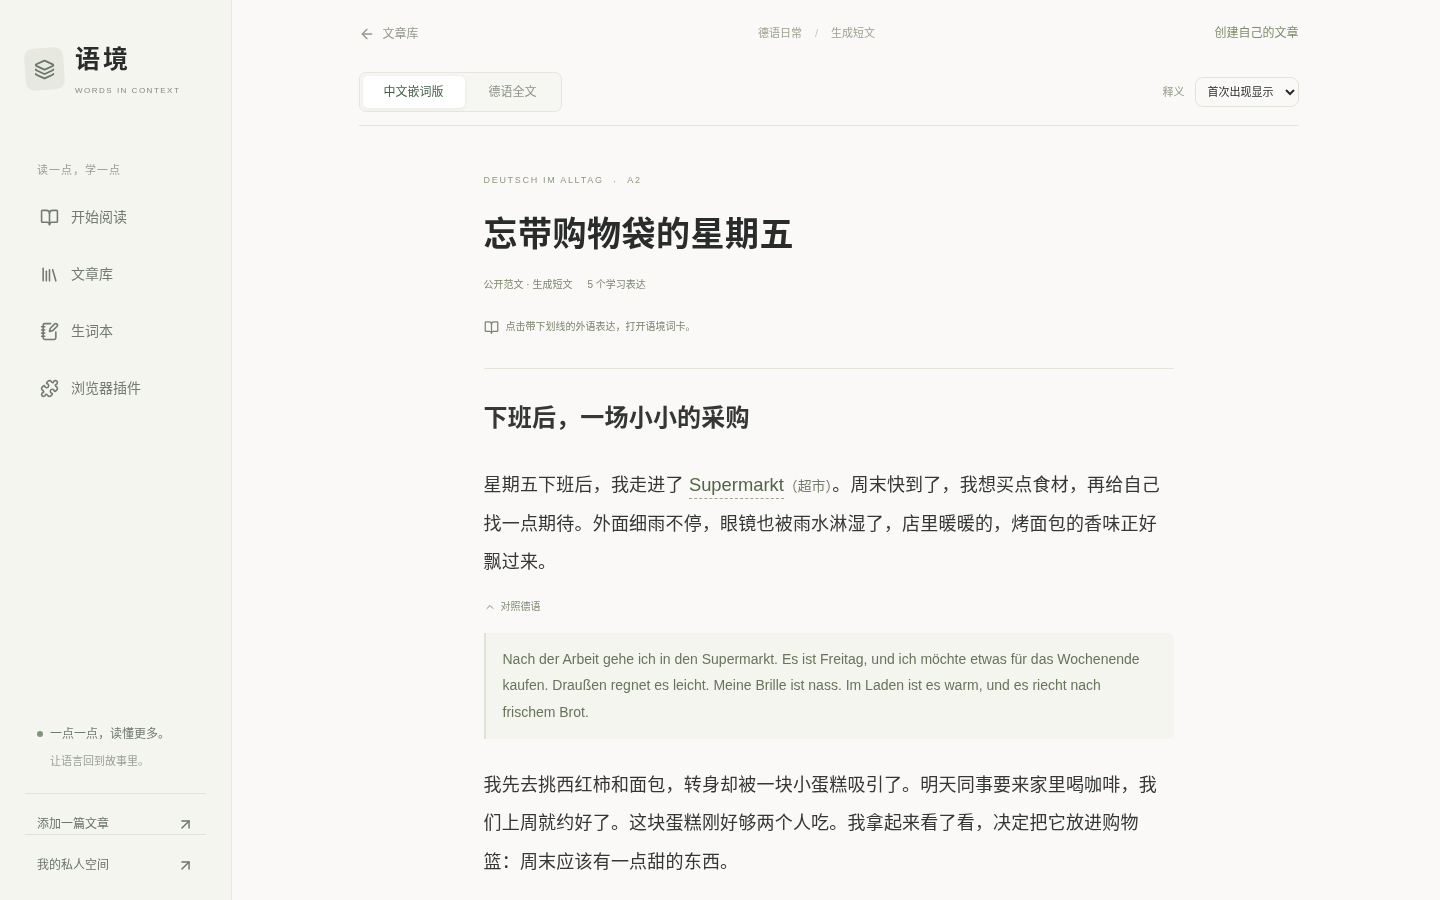 语境
WORDS IN CONTEXT
读一点，学一点
开始阅读
文章库
生词本
浏览器插件
一点一点，读懂更多。
让语言回到故事里。
添加一篇文章
我的私人空间
文章库
德语日常 / 生成短文
创建自己的文章
中文嵌词版
德语全文
释义
首次出现显示
DEUTSCH IM ALLTAG · A2
忘带购物袋的星期五
公开范文 · 生成短文 5 个学习表达
点击带下划线的外语表达，打开语境词卡。
下班后，一场小小的采购
星期五下班后，我走进了 Supermarkt（超市）。周末快到了，我想买点食材，再给自己
找一点期待。外面细雨不停，眼镜也被雨水淋湿了，店里暖暖的，烤面包的香味正好
飘过来。
对照德语
Nach der Arbeit gehe ich in den Supermarkt. Es ist Freitag, und ich möchte etwas für das Wochenende
kaufen. Draußen regnet es leicht. Meine Brille ist nass. Im Laden ist es warm, und es riecht nach
frischem Brot.
我先去挑西红柿和面包，转身却被一块小蛋糕吸引了。明天同事要来家里喝咖啡，我
们上周就约好了。这块蛋糕刚好够两个人吃。我拿起来看了看，决定把它放进购物
篮：周末应该有一点甜的东西。